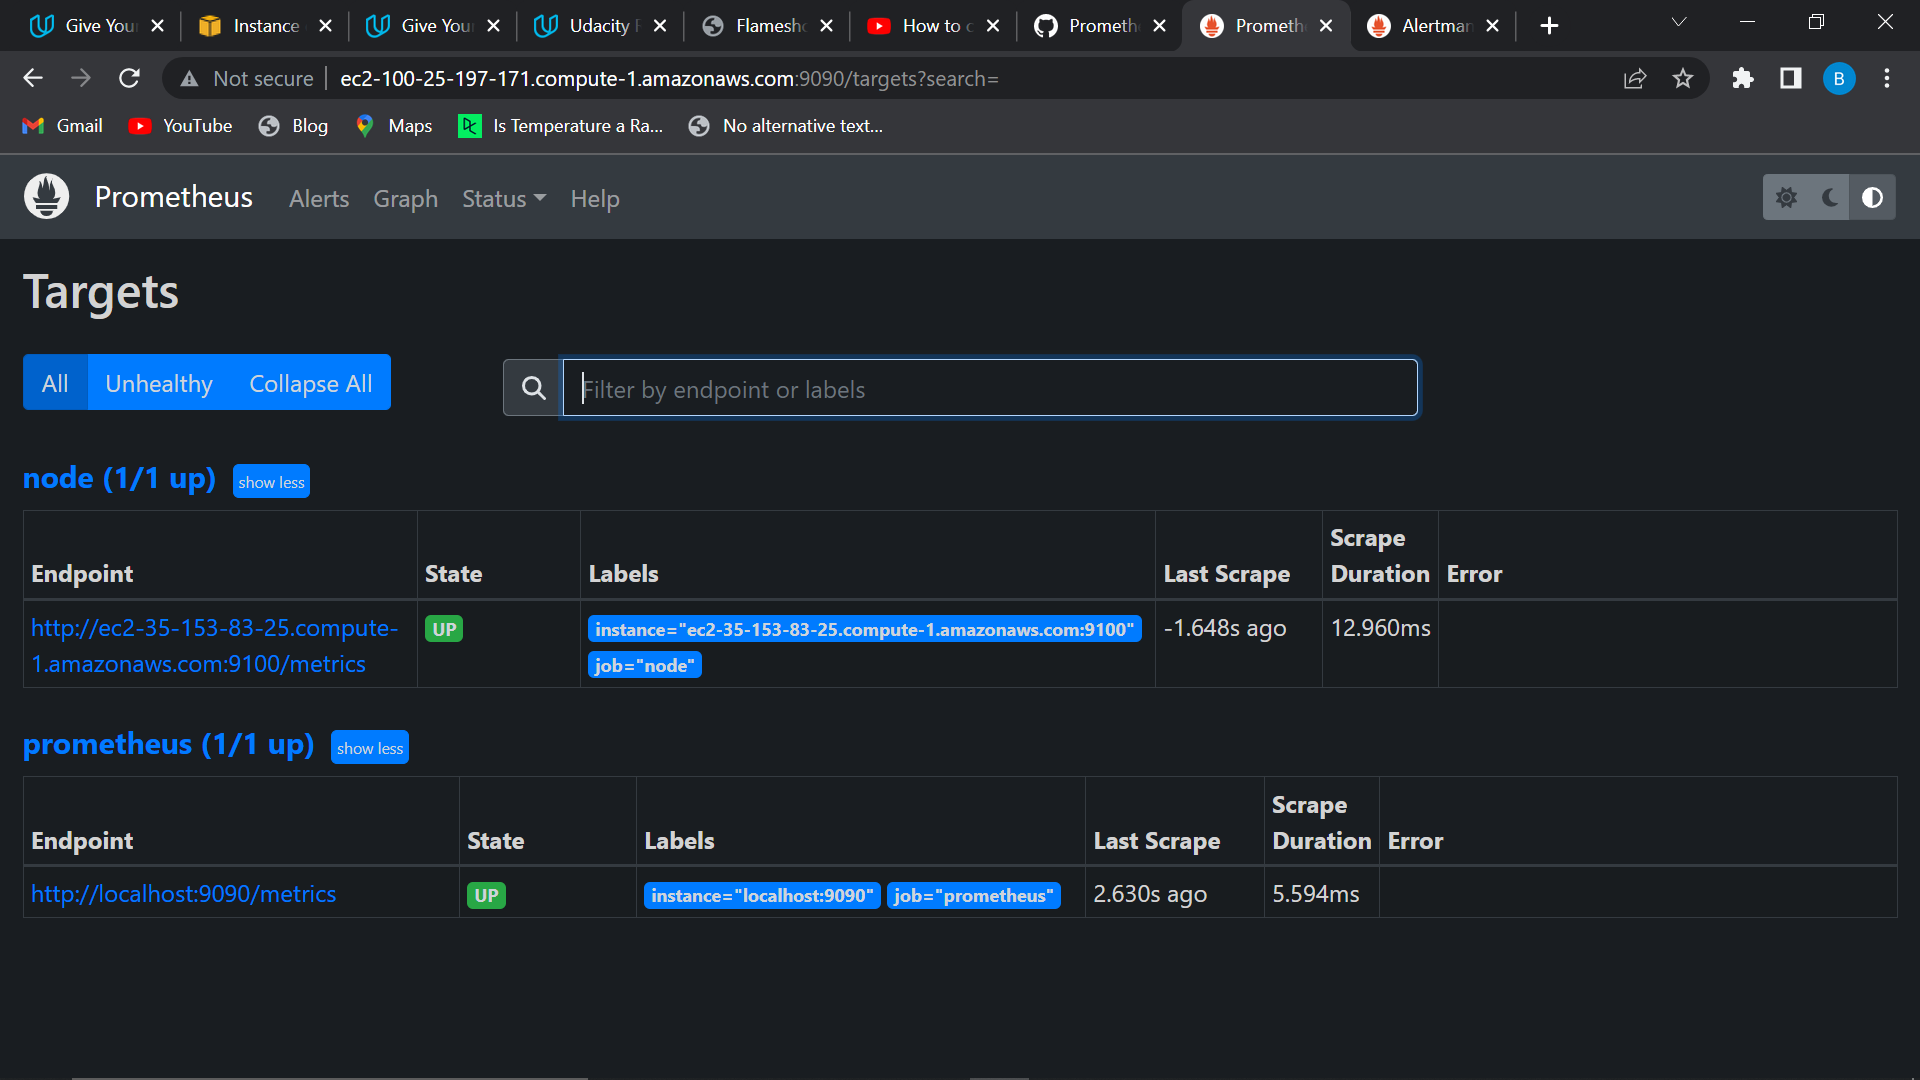 Give You
Instance
Give You
Udacity
Flamesh
How to c
Prometh
Prometh
Alertman
Not secure
ec2-100-25-197-171.compute-1.amazonaws.com:9090/targets?search=
B
Gmail
YouTube
Blog
Maps
Is Temperature a Ra...
No alternative text...
Prometheus
Alerts
Graph
Status
Help
Targets
All
Unhealthy
Collapse All
Filter by endpoint or labels
node (1/1 up)
show less
Endpoint
State
Labels
Last Scrape
Scrape
Duration
Error
http://ec2-35-153-83-25.compute-
1.amazonaws.com:9100/metrics
UP
instance="ec2-35-153-83-25.compute-1.amazonaws.com:9100"
job="node"
-1.648s ago
12.960ms
prometheus (1/1 up)
show less
Endpoint
State
Labels
Last Scrape
Scrape
Duration
Error
http://localhost:9090/metrics
UP
instance="localhost:9090"
job="prometheus"
2.630s ago
5.594ms